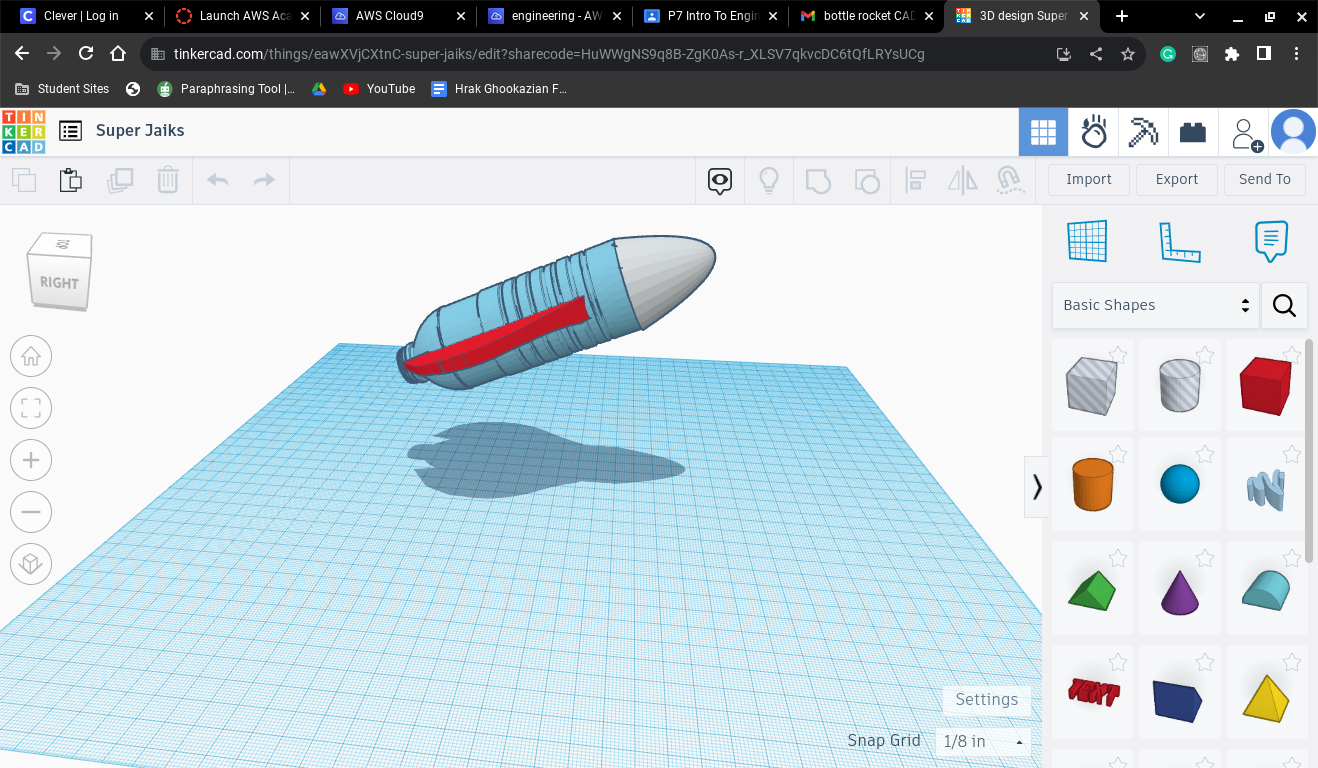 Clever | Log in
Launch AWS Aca
AWS Cloud9
engineering - AW
P7 Intro To Engin
bottle rocket CAD
3D design Super
tinkercad.com/things/eawXVjCXtnC-super-jaiks/edit?sharecode=HuWWgNS9q8B-ZgK0As-r_XLSV7qkvcDC6tQfLRYsUCg
Student Sites
Paraphrasing Tool |...
YouTube
Hrak Ghookazian F...
TIN
KER
CAD
Super Jaiks
Import
Export
Send To
RIGHT
Basic Shapes
TEXT
Settings
Snap Grid
1/8 in